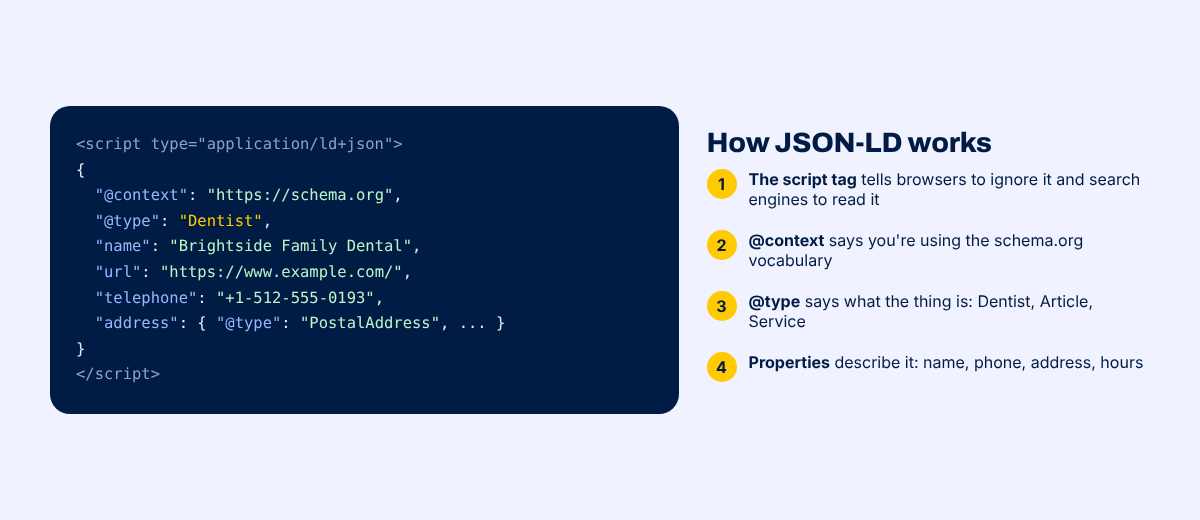 <script type="application/ld+json">
{
  "@context": "https://schema.org",
  "@type": "Dentist",
  "name": "Brightside Family Dental",
  "url": "https://www.example.com/",
  "telephone": "+1-512-555-0193",
  "address": { "@type": "PostalAddress", ... }
}
</script>
How JSON-LD works
1 The script tag tells browsers to ignore it and search
engines to read it
2 @context says you're using the schema.org
vocabulary
3 @type says what the thing is: Dentist, Article,
Service
4 Properties describe it: name, phone, address, hours